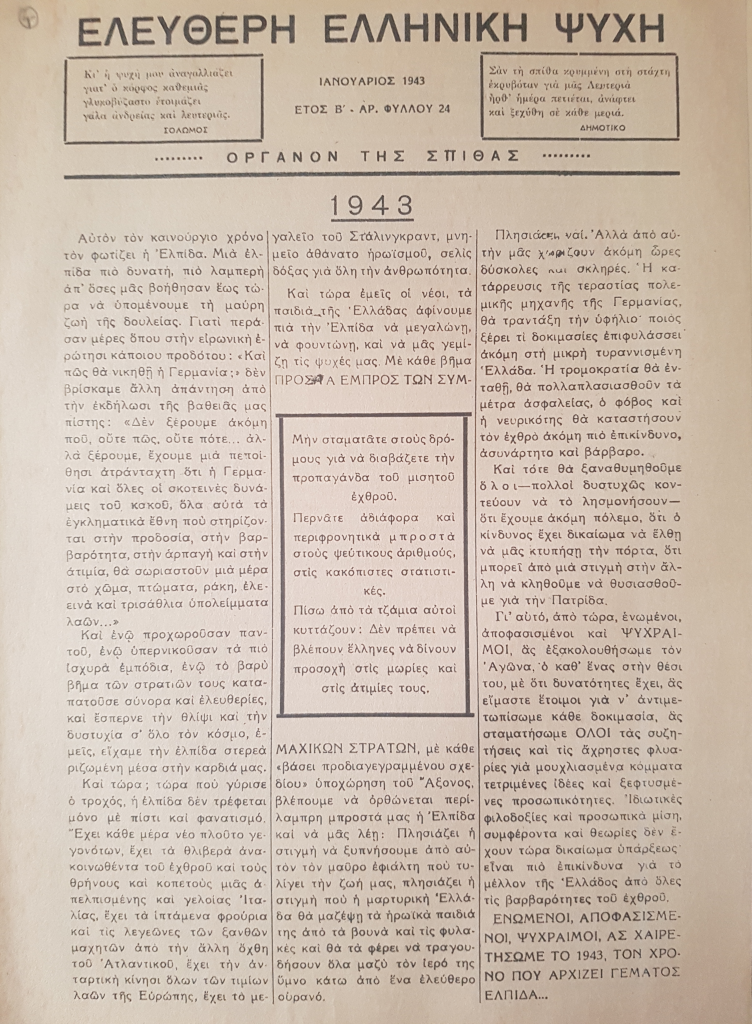 ΕΛΕΥΘΕΡΗ ΕΛΛΗΝΙΚΗ ΨΥΧΗ
Κι' ἡ ψυχή μου ἀναγαλλιάζει
γιατ' ὁ κόρφος καθεμιᾶς
γλυκοβύζαστο ἑτοιμάζει
γάλα ἀνδρείας καὶ λευτεριᾶς.
ΣΟΛΩΜΟΣ
ΙΑΝΟΥΑΡΙΟΣ 1943
ΕΤΟΣ Β' - ΑΡ. ΦΥΛΛΟΥ 24
Σὰν τὴ σπίθα κρυμμένη στὴ στάχτη
ἐκρυβόταν γιὰ μᾶς Λευτεριά
ἦρθ' ἡμέρα πετιέται, ἀνάφτει
καὶ ξεχύθη σὲ κάθε μεριά.
ΔΗΜΟΤΙΚΟ
ΟΡΓΑΝΟΝ ΤΗΣ ΣΠΙΘΑΣ
1943
Αὐτὸν τὸν καινούργιο χρόνο
τὸν φωτίζει ἡ Ἐλπίδα. Μιὰ ἐλ-
πίδα πιὸ δυνατή, πιὸ λαμπερὴ
ἀπ' ὅσες μᾶς βοήθησαν ἕως τώ-
ρα νὰ ὑπομένουμε τὴ μαύρη
ζωὴ τῆς δουλείας. Γιατὶ περά-
σαν μέρες ὅπου στὴν εἰρωνικὴ ἐ-
ρώτησι κάποιου προδότου: «Καὶ
πῶς θὰ νικηθῆ ἡ Γερμανία;» δὲν
βρίσκαμε ἄλλη ἀπάντηση ἀπὸ
τὴν ἐκδήλωσι τῆς βαθειᾶς μας
πίστης: «Δὲν ξέρουμε ἀκόμη
ποῦ, οὔτε πῶς, οὔτε πότε... ἀλ-
λὰ ξέρουμε, ἔχουμε μιὰ πεποί-
θησι ἀτράνταχτη ὅτι ἡ Γερμα-
νία καὶ ὅλες οἱ σκοτεινὲς δυνά-
μεις τοῦ κακοῦ, ὅλα αὐτὰ τὰ
ἐγκληματικὰ ἔθνη ποὺ στηρίζον-
ται στὴν προδοσία, στὴν βαρ-
βαρότητα, στὴν ἁρπαγὴ καὶ στὴν
ἀτιμία, θὰ σωριαστοῦν μιὰ μέρα
στὸ χῶμα, πτώματα, ράκη, ἐλε-
εινὰ καὶ τρισάθλια ὑπολείμματα
λαῶν...»
Καὶ ἐνῷ προχωροῦσαν παν-
τοῦ, ἐνῷ ὑπερνικοῦσαν τὰ πιὸ
ἰσχυρὰ ἐμπόδια, ἐνῷ τὸ βαρὺ
βῆμα τῶν στρατιῶν τους κατα-
πατοῦσε σύνορα καὶ ἐλευθερίες,
καὶ ἔσπερνε τὴν θλίψι καὶ τὴν
δυστυχία σ' ὅλο τὸν κόσμο, ἐ-
μεῖς, εἴχαμε τὴν ἐλπίδα στερεὰ
ριζωμένη μέσα στὴν καρδιά μας.
Καὶ τώρα; τώρα ποὺ γύρισε
ὁ τροχός, ἡ ἐλπίδα δὲν τρέφεται
μόνο μὲ πίστι καὶ φανατισμό.
Ἔχει κάθε μέρα νέο πλοῦτο γε-
γονότων, ἔχει τὰ θλιβερὰ ἀνα-
κοινωθέντα τοῦ ἐχθροῦ καὶ τοὺς
θρήνους καὶ κοπετοὺς μιᾶς ἀ-
πελπισμένης καὶ γελοίας Ἰτα-
λίας, ἔχει τὰ ἱπτάμενα φρούρια
καὶ τὶς λεγεῶνες τῶν ξανθῶν
μαχητῶν ἀπὸ τὴν ἄλλη ὄχθη
τοῦ Ἀτλαντικοῦ, ἔχει τὴν ἀν-
ταρτικὴ κίνησι ὅλων τῶν τιμίων
λαῶν τῆς Εὐρώπης, ἔχει τὸ με-
γαλεῖο τοῦ Στάλινγκραντ, μνη-
μεῖο ἀθάνατο ἡρωϊσμοῦ, σελὶς
δόξας γιὰ ὅλη τὴν ἀνθρωπότητα.
Καὶ τώρα ἐμεῖς οἱ νέοι, τὰ
παιδιὰ τῆς Ἑλλάδας ἀφίνουμε
πιὰ τὴν Ἐλπίδα νὰ μεγαλώνη,
νὰ φουντώνη, καὶ νὰ μᾶς γεμί-
ζῃ τὶς ψυχές μας. Μὲ κάθε βῆμα
ΠΡΟΣ ΤΑ ΕΜΠΡΟΣ ΤΩΝ ΣΥΜ-
Μὴν σταματᾶτε στοὺς δρό-
μους γιὰ νὰ διαβάζετε τὴν
προπαγάνδα τοῦ μισητοῦ
ἐχθροῦ.
Περνᾶτε ἀδιάφορα καὶ
περιφρονητικὰ μπροστὰ
στοὺς ψεύτικους ἀριθμούς,
στὶς κακόπιστες στατιστι-
κές.
Πίσω ἀπὸ τὰ τζάμια αὐτοὶ
κυττάζουν: Δὲν πρέπει νὰ
βλέπουν ἕλληνες νὰ δίνουν
προσοχὴ στὶς μωρίες καὶ
στὶς ἀτιμίες τους.
ΜΑΧΙΚΩΝ ΣΤΡΑΤΩΝ, μὲ κάθε
«βάσει προδιαγεγραμμένου σχε-
δίου» ὑποχώρηση τοῦ Ἄξονος,
βλέπουμε νὰ ὀρθώνεται περί-
λαμπρη μπροστά μας ἡ Ἐλπίδα
καὶ νὰ μᾶς λέη: Πλησιάζει ἡ
στιγμὴ νὰ ξυπνήσουμε ἀπὸ αὐ-
τὸν τὸν μαῦρο ἐφιάλτη ποὺ τυ-
λίγει τὴν ζωή μας, πλησιάζει ἡ
στιγμὴ ποὺ ἡ μαρτυρικὴ Ἑλλά-
δα θὰ μαζέψη τὰ ἡρωϊκὰ παιδιά
της ἀπὸ τὰ βουνὰ καὶ τὶς φυλα-
κὲς καὶ θὰ τὰ φέρει νὰ τραγου-
δήσουν ὅλα μαζὺ τὸν ἱερό της
ὕμνο κάτω ἀπὸ ἕνα ἐλεύθερο
οὐρανό.
Πλησιάζει, ναί. Ἀλλὰ ἀπὸ αὐ-
τὴν μᾶς χωρίζουν ἀκόμη ὧρες
δύσκολες καὶ σκληρές. Ἡ κα-
τάρρευσις τῆς τεραστίας πολε-
μικῆς μηχανῆς τῆς Γερμανίας,
θὰ τραντάξη τὴν ὑφήλιο· ποιὸς
ξέρει τί δοκιμασίες ἐπιφυλάσσει
ἀκόμη στὴ μικρὴ τυραννισμένη
Ἑλλάδα. Ἡ τρομοκρατία θὰ ἐν-
ταθῆ, θὰ πολλαπλασιασθοῦν τὰ
μέτρα ἀσφαλείας, ὁ φόβος καὶ
ἡ νευρικότης θὰ καταστήσουν
τὸν ἐχθρὸ ἀκόμη πιὸ ἐπικίνδυνο,
ἀσυνάρτητο καὶ βάρβαρο.
Καὶ τότε θὰ ξαναθυμηθοῦμε
ὅλοι—πολλοὶ δυστυχῶς κον-
τεύουν νὰ τὸ λησμονήσουν—
ὅτι ἔχουμε ἀκόμη πόλεμο, ὅτι ὁ
κίνδυνος ἔχει δικαίωμα νὰ ἔλθῃ
νὰ μᾶς κτυπήσῃ τὴν πόρτα, ὅτι
μπορεῖ ἀπὸ μιὰ στιγμὴ στὴν ἄλ-
λη νὰ κληθοῦμε νὰ θυσιασθοῦ-
με γιὰ τὴν Πατρίδα.
Γι' αὐτό, ἀπὸ τώρα, ἑνωμένοι,
ἀποφασισμένοι καὶ ΨΥΧΡΑΙ-
ΜΟΙ, ἂς ἐξακολουθήσωμε τὸν
Ἀγῶνα, ὁ καθ' ἕνας στὴν θέσι
του, μὲ ὅτι δυνατότητες ἔχει, ἂς
εἴμαστε ἕτοιμοι γιὰ ν' ἀντιμε-
τωπίσωμε κάθε δοκιμασία, ἂς
σταματήσωμε ΟΛΟΙ τὰς συζη-
τήσεις καὶ τὶς ἄχρηστες φλυα-
ρίες γιὰ μουχλιασμένα κόμματα
τετριμένες ἰδέες καὶ ξεφτυσμέ-
νες προσωπικότητες. Ἰδιωτικὲς
φιλοδοξίες καὶ προσωπικὰ μίση,
συμφέροντα καὶ θεωρίες δὲν ἔ-
χουν τώρα δικαίωμα ὑπάρξεως·
εἶναι πιὸ ἐπικίνδυνα γιὰ τὸ
μέλλον τῆς Ἑλλάδος ἀπὸ ὅλες
τὶς βαρβαρότητες τοῦ ἐχθροῦ.
ΕΝΩΜΕΝΟΙ, ΑΠΟΦΑΣΙΣΜΕ-
ΝΟΙ, ΨΥΧΡΑΙΜΟΙ, ΑΣ ΧΑΙΡΕ-
ΤΗΣΩΜΕ ΤΟ 1943, ΤΟΝ ΧΡΟ-
ΝΟ ΠΟΥ ΑΡΧΙΖΕΙ ΓΕΜΑΤΟΣ
ΕΛΠΙΔΑ...